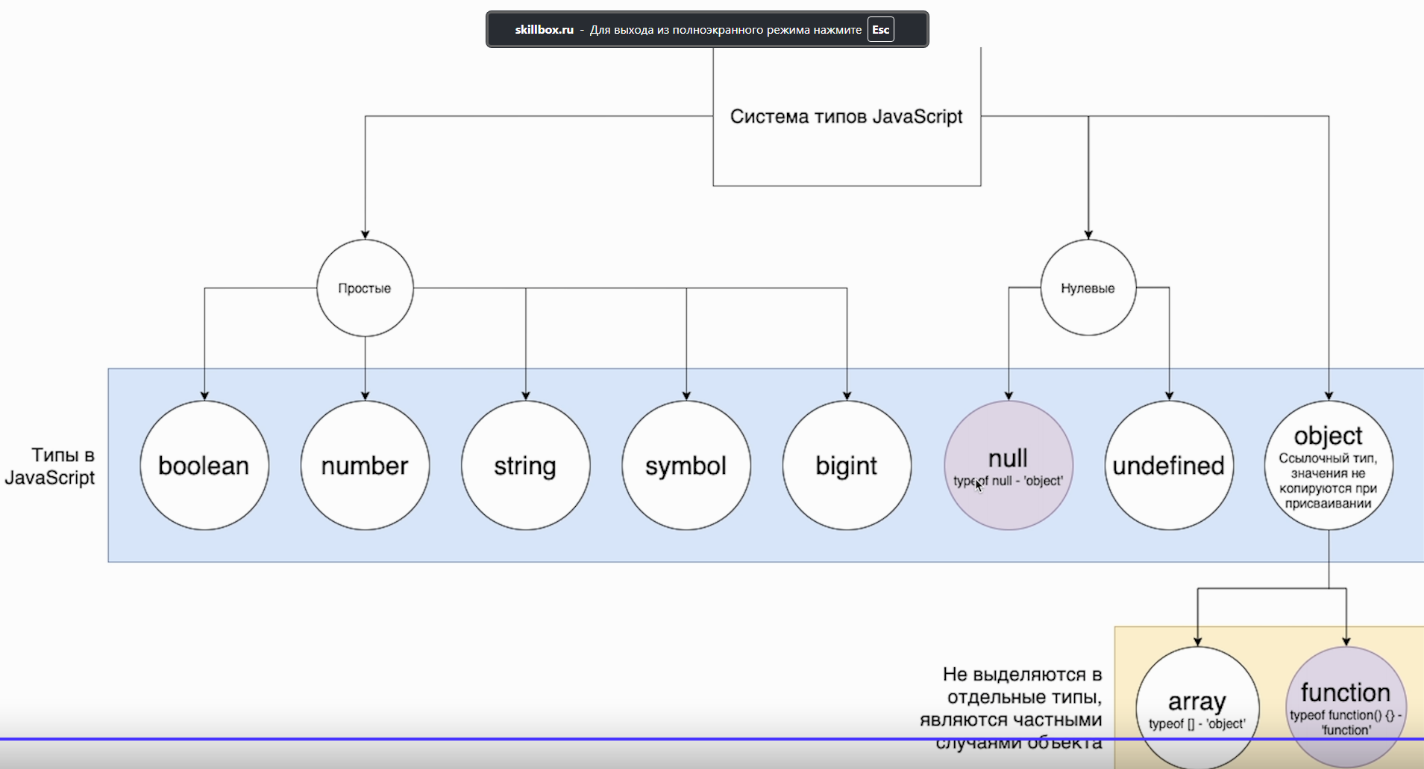 skillbox.ru - Для выхода из полноэкранного режима нажмите Esc
Система типов JavaScript
Простые
Нулевые
Типы в
JavaScript
boolean
number
string
symbol
bigint
null
typeof null - 'object'
undefined
object
Ссылочный тип,
значения не
копируются при
присваивании
Не выделяются в
отдельные типы,
являются частными
случаями объекта
array
typeof [] - 'object'
function
typeof function() {} -
'function'